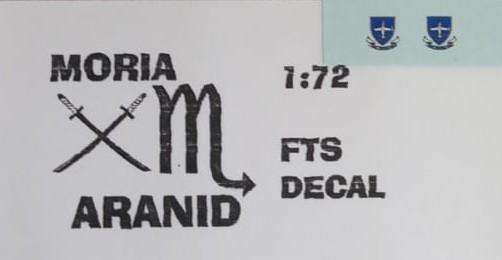 MORIA
ARANID
1:72
FTS
DECAL